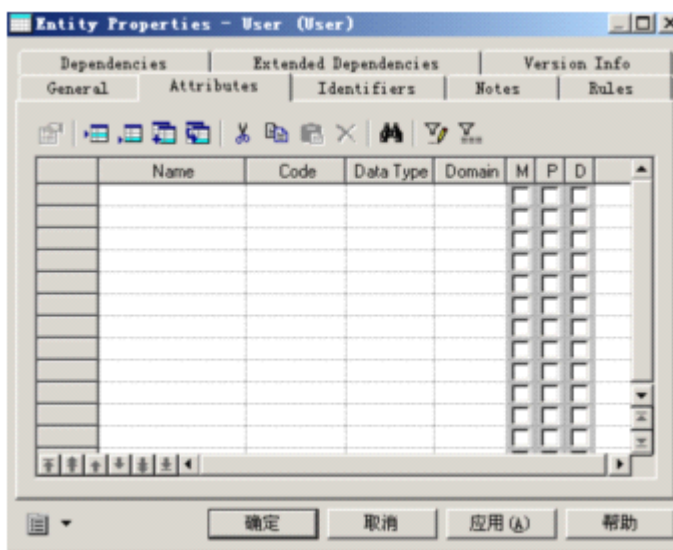 Entity Properties - User (User)
Dependencies Extended Dependencies Version Info
General Attributes Identifiers Notes Rules
Name Code Data Type Domain M P D
确定 取消 应用(A) 帮助